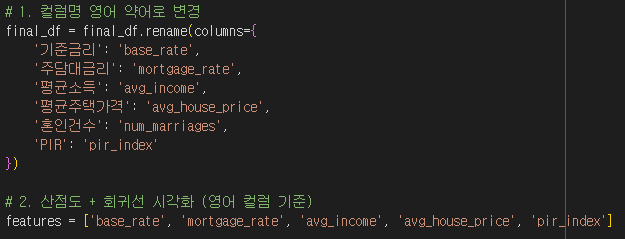 # 1. 컬럼명 영어 약어로 변경
final_df = final_df.rename(columns={
    '기준금리': 'base_rate',
    '주담대금리': 'mortgage_rate',
    '평균소득': 'avg_income',
    '평균주택가격': 'avg_house_price',
    '혼인건수': 'num_marriages',
    'PIR': 'pir_index'
})

# 2. 산점도 + 회귀선 시각화 (영어 컬럼 기준)
features = ['base_rate', 'mortgage_rate', 'avg_income', 'avg_house_price', 'pir_index']